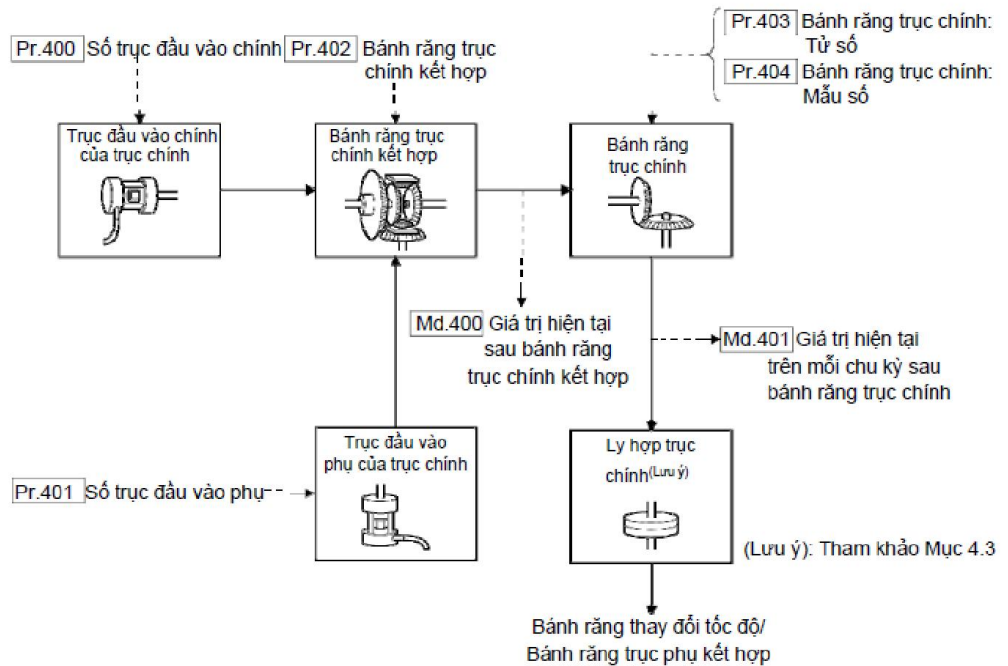 Pr.400 Số trục đầu vào chính
Pr.402 Bánh răng trục
chính kết hợp
Pr.403 Bánh răng trục chính:
Tử số
Pr.404 Bánh răng trục chính:
Mẫu số
Trục đầu vào chính
của trục chính
Bánh răng trục
chính kết hợp
Bánh răng
trục chính
Md.400 Giá trị hiện tại
sau bánh răng
trục chính kết hợp
Md.401 Giá trị hiện tại
trên mỗi chu kỳ sau
bánh răng trục chính
Trục đầu vào
phụ của trục chính
Pr.401 Số trục đầu vào phụ
Ly hợp trục
chính(Lưu ý)
(Lưu ý): Tham khảo Mục 4.3
Bánh răng thay đổi tốc độ/
Bánh răng trục phụ kết hợp